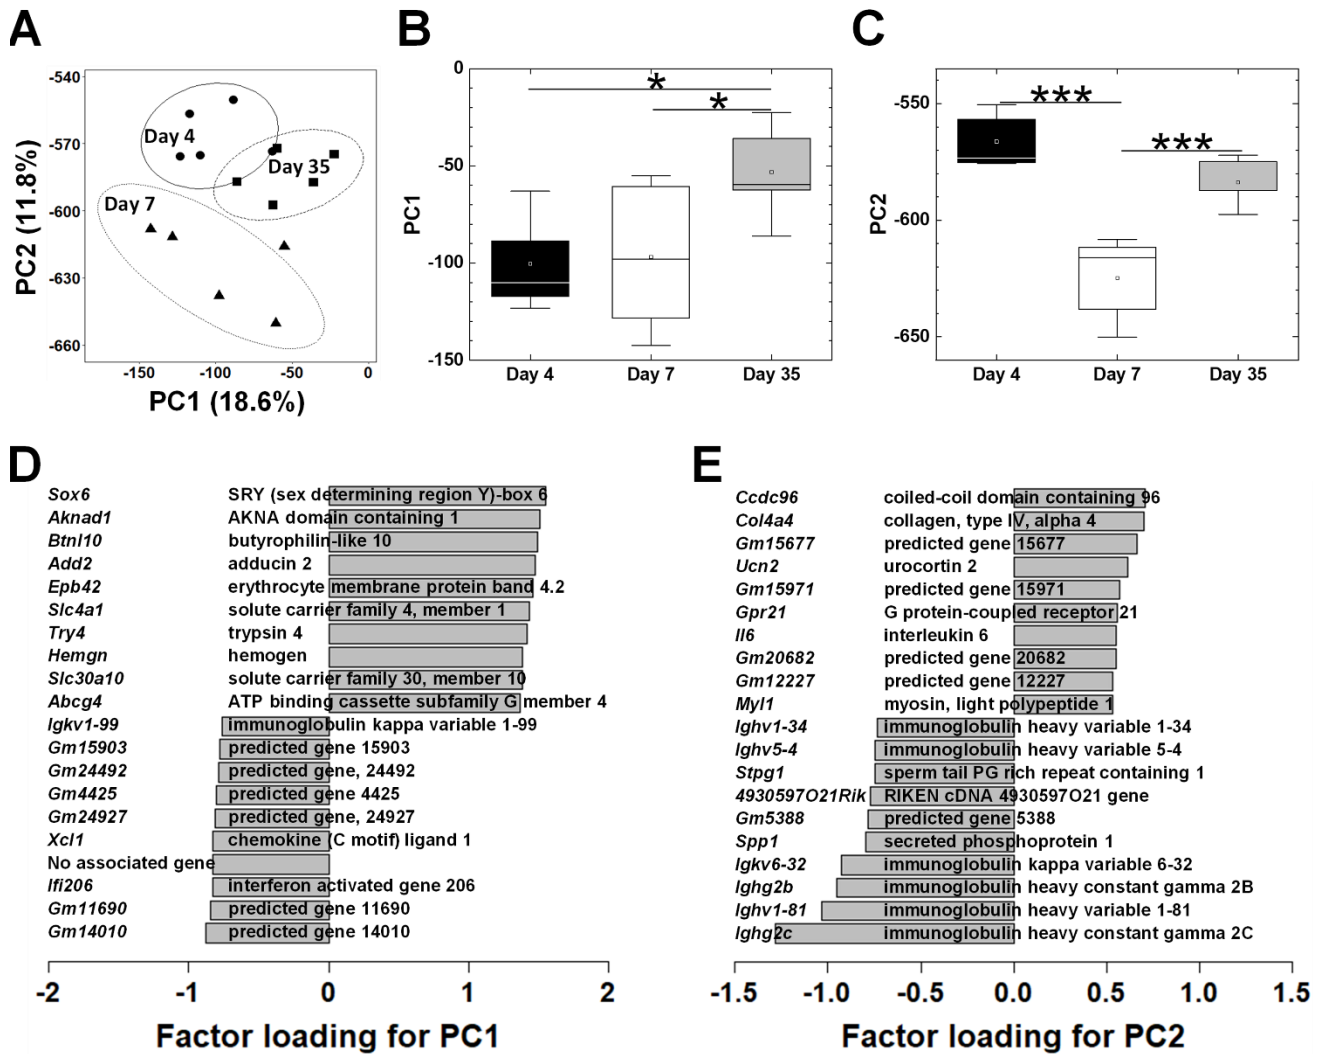 A
B
C
-540
-570
-600
-630
-660
PC2 (11.8%)
Day 4
Day 35
Day 7
-150
-100
-50
0
PC1 (18.6%)
0
-50
-100
-150
PC1
*
*
Day 4
Day 7
Day 35
-550
-600
-650
PC2
***
***
Day 4
Day 7
Day 35
D
Sox6 SRY (sex determining region Y)-box 6
Aknad1 AKNA domain containing 1
Btnl10 butyrophilin-like 10
Add2 adducin 2
Epb42 erythrocyte membrane protein band 4.2
Slc4a1 solute carrier family 4, member 1
Try4 trypsin 4
Hemgn hemogen
Slc30a10 solute carrier family 30, member 10
Abcg4 ATP binding cassette subfamily G member 4
Igkv1-99 immunoglobulin kappa variable 1-99
Gm15903 predicted gene 15903
Gm24492 predicted gene, 24492
Gm4425 predicted gene 4425
Gm24927 predicted gene, 24927
Xcl1 chemokine (C motif) ligand 1
No associated gene
Ifi206 interferon activated gene 206
Gm11690 predicted gene 11690
Gm14010 predicted gene 14010
-2 -1 0 1 2
Factor loading for PC1
E
Ccdc96 coiled-coil domain containing 96
Col4a4 collagen, type IV, alpha 4
Gm15677 predicted gene 15677
Ucn2 urocortin 2
Gm15971 predicted gene 15971
Gpr21 G protein-coupled receptor 21
Il6 interleukin 6
Gm20682 predicted gene 20682
Gm12227 predicted gene 12227
Myl1 myosin, light polypeptide 1
Ighv1-34 immunoglobulin heavy variable 1-34
Ighv5-4 immunoglobulin heavy variable 5-4
Stpg1 sperm tail PG rich repeat containing 1
4930597O21Rik RIKEN cDNA 4930597O21 gene
Gm5388 predicted gene 5388
Spp1 secreted phosphoprotein 1
Igkv6-32 immunoglobulin kappa variable 6-32
Ighg2b immunoglobulin heavy constant gamma 2B
Ighv1-81 immunoglobulin heavy variable 1-81
Ighg2c immunoglobulin heavy constant gamma 2C
-1.5 -1.0 -0.5 0.0 0.5 1.0 1.5
Factor loading for PC2